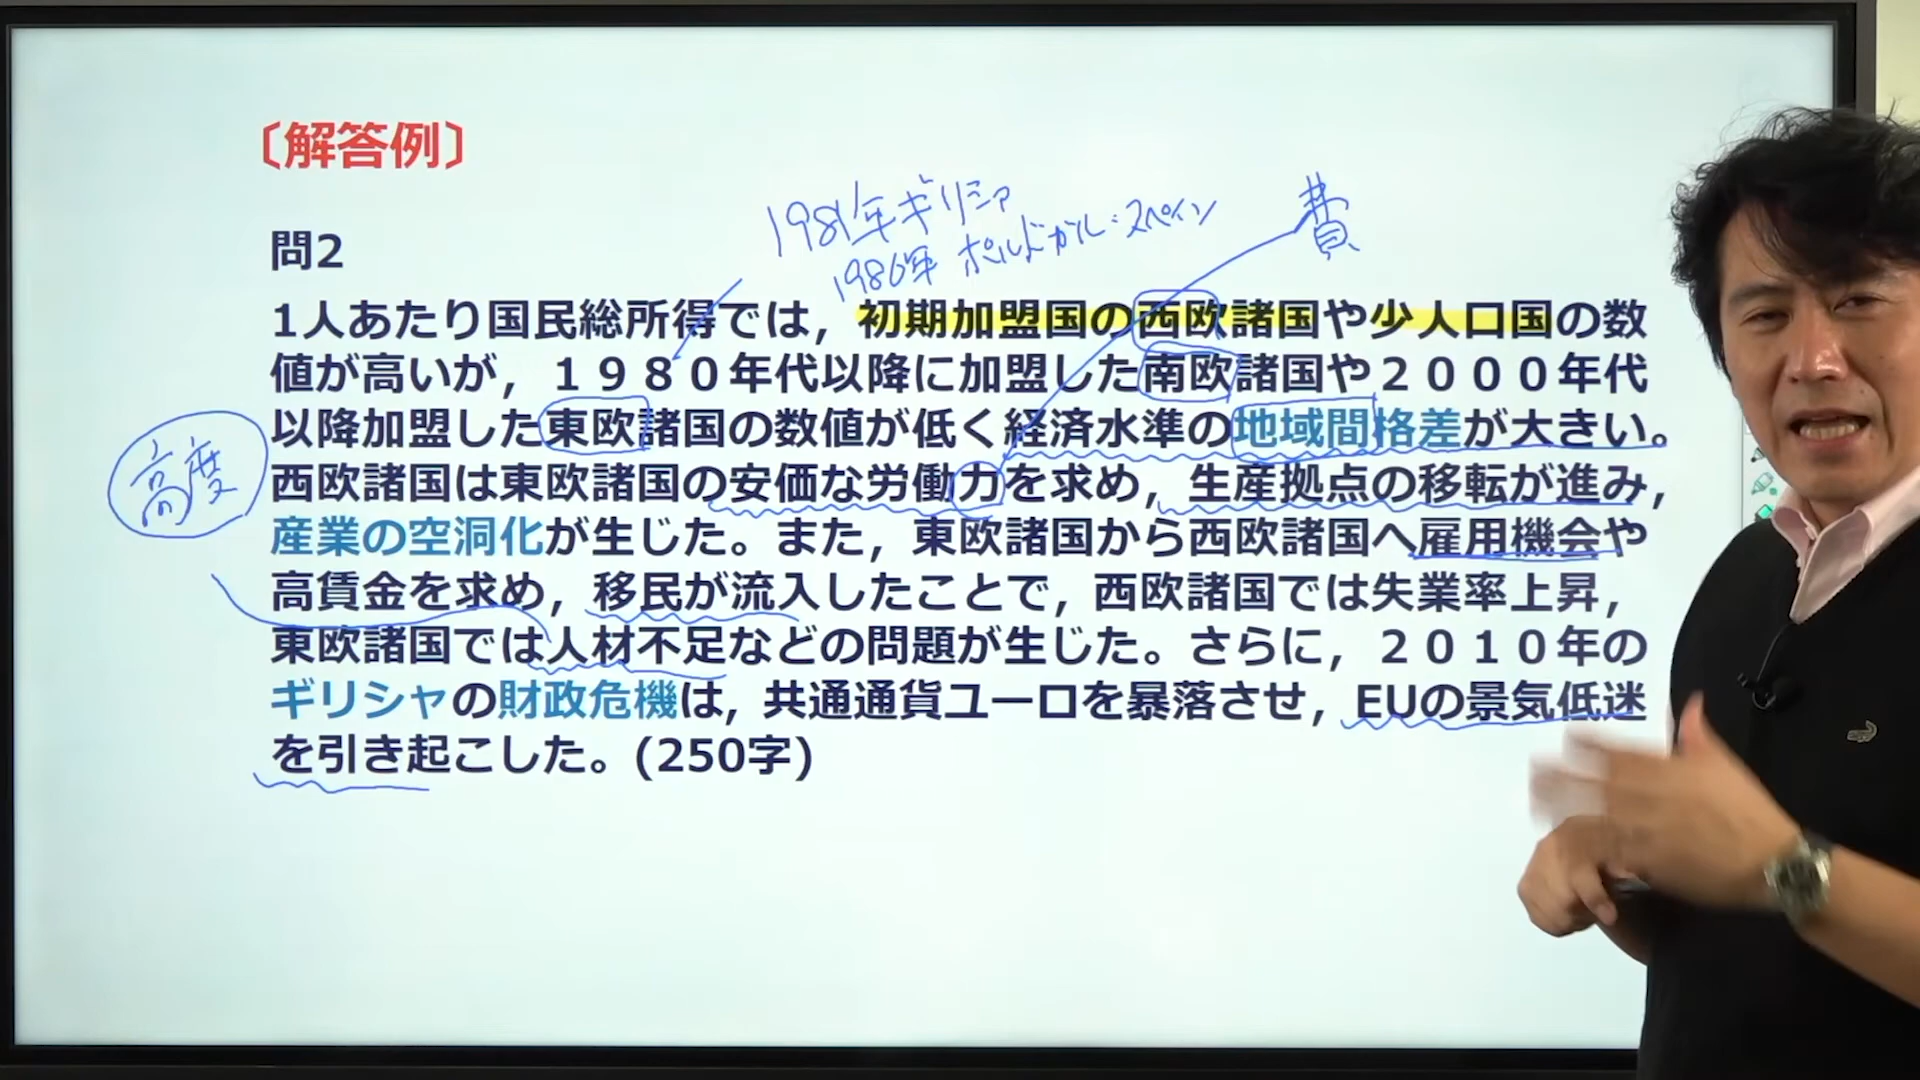 〔解答例〕
1981年ギリシア
1986年 ポルトガル・スペイン
費
問2
1人あたり国民総所得では，初期加盟国の西欧諸国や少人口国の数
値が高いが，１９８０年代以降に加盟した南欧諸国や２０００年代
以降加盟した東欧諸国の数値が低く経済水準の地域間格差が大きい。
高度
西欧諸国は東欧諸国の安価な労働力を求め，生産拠点の移転が進み，
産業の空洞化が生じた。また，東欧諸国から西欧諸国へ雇用機会や
高賃金を求め，移民が流入したことで，西欧諸国では失業率上昇，
東欧諸国では人材不足などの問題が生じた。さらに，２０１０年の
ギリシャの財政危機は，共通通貨ユーロを暴落させ，EUの景気低迷
を引き起こした。(250字)